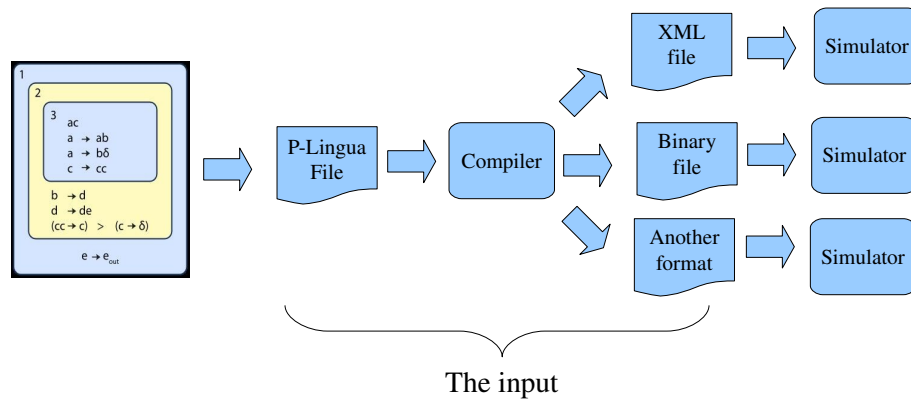 1
2
3
ac
a → ab
a → bδ
c → cc
b → d
d → de
(cc → c) > (c → δ)
e → e_out
P-Lingua
File
Compiler
XML
file
Simulator
Binary
file
Simulator
Another
format
Simulator
The input